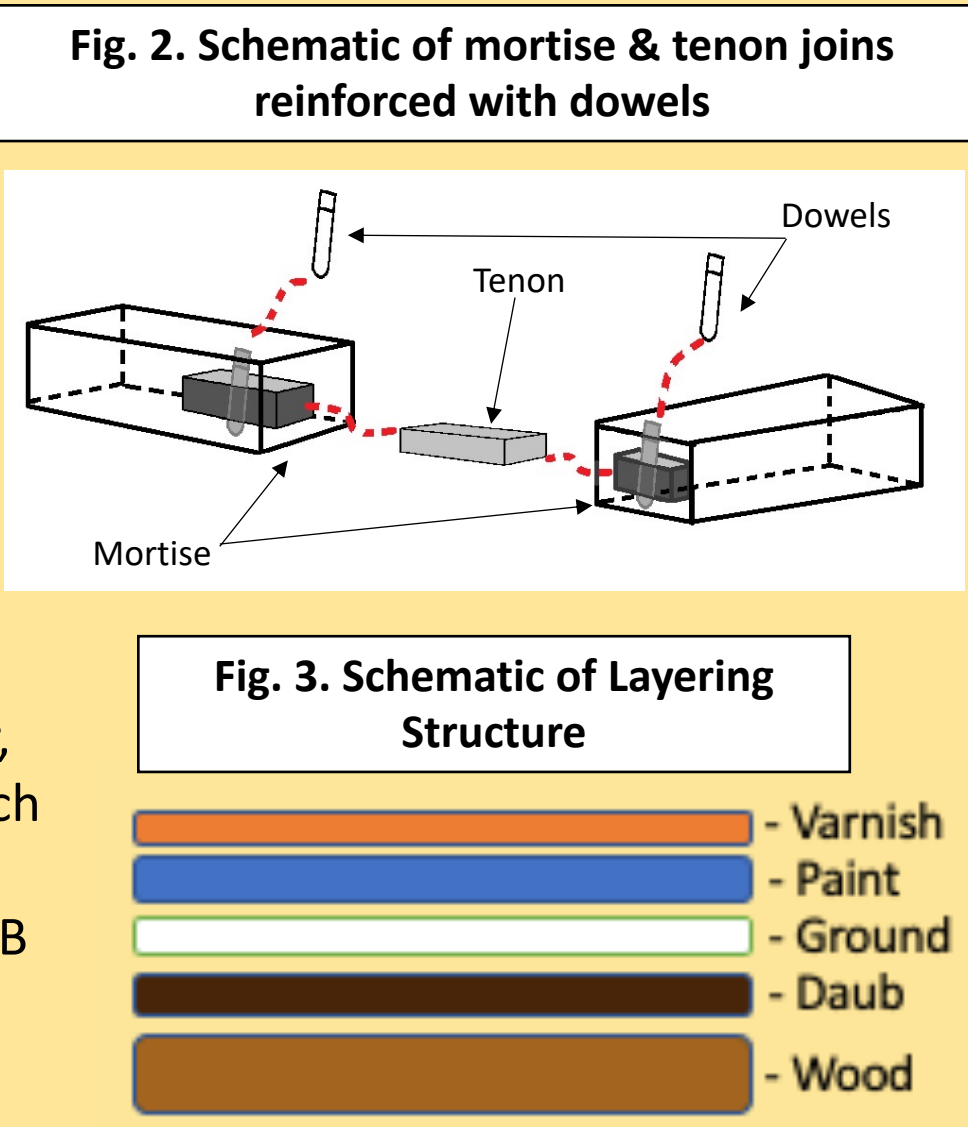 Fig. 2. Schematic of mortise & tenon joins
reinforced with dowels
Dowels
Tenon
Mortise
Fig. 3. Schematic of Layering
Structure
ch
B
- Varnish
- Paint
- Ground
- Daub
- Wood